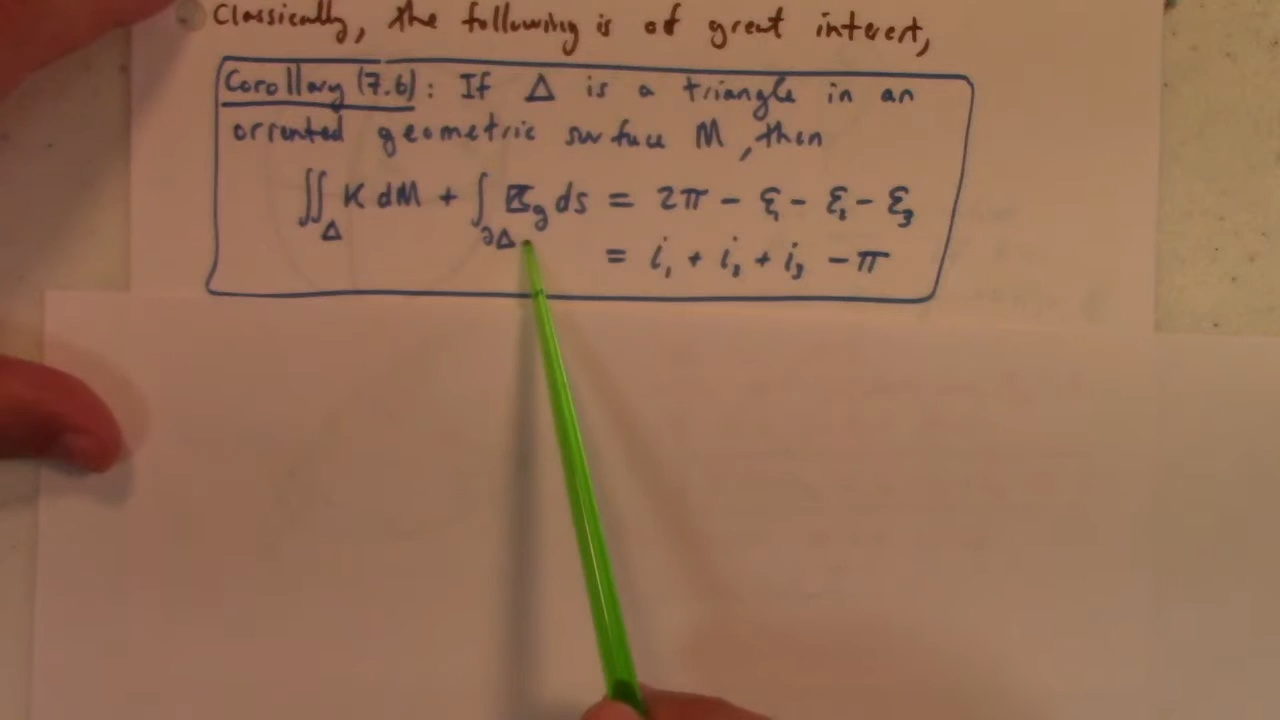 Classically, the following is of great interest,
Corollary (7.6): If Δ is a triangle in an
oriented geometric surface M, then
∬_Δ K dM + ∫_∂Δ κ_g ds = 2π - ε₁ - ε₂ - ε₃
= i₁ + i₂ + i₃ - π